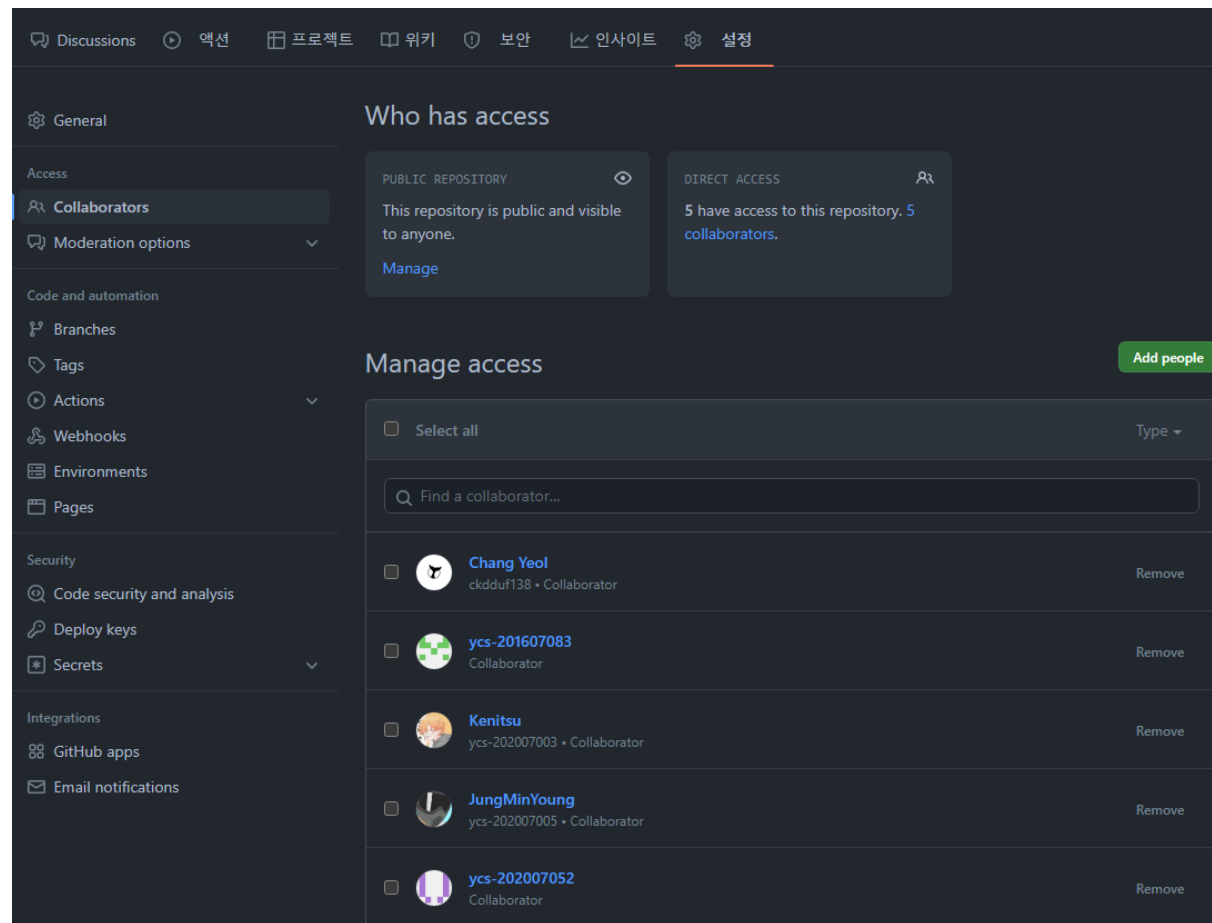 Discussions 액션 프로젝트 위키 보안 인사이트 설정
General
Access
Collaborators
Moderation options
Code and automation
Branches
Tags
Actions
Webhooks
Environments
Pages
Security
Code security and analysis
Deploy keys
Secrets
Integrations
GitHub apps
Email notifications
Who has access
PUBLIC REPOSITORY
This repository is public and visible
to anyone.
Manage
DIRECT ACCESS
5 have access to this repository. 5
collaborators.
Manage access
Add people
Select all Type
Find a collaborator...
Chang Yeol
ckdduf138 • Collaborator
Remove
ycs-201607083
Collaborator
Remove
Kenitsu
ycs-202007003 • Collaborator
Remove
JungMinYoung
ycs-202007005 • Collaborator
Remove
ycs-202007052
Collaborator
Remove